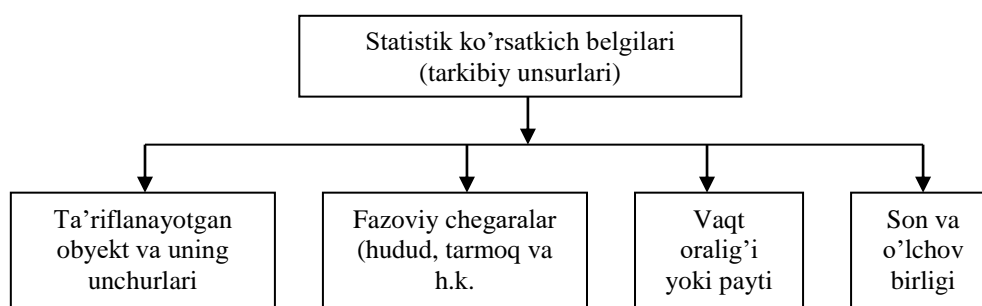 Statistik ko’rsatkich belgilari
(tarkibiy unsurlari)
Ta’riflanayotgan
obyekt va uning
unchurlari
Fazoviy chegaralar
(hudud, tarmoq va
h.k.
Vaqt
oralig’i
yoki payti
Son va
o’lchov
birligi